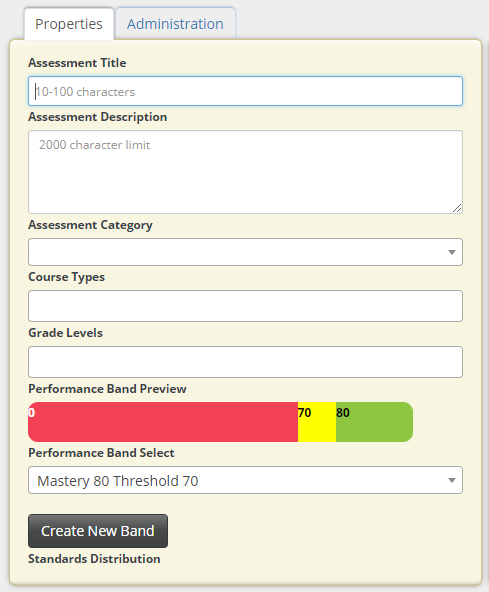 Properties Administration
Assessment Title
10-100 characters
Assessment Description
2000 character limit
Assessment Category
Course Types
Grade Levels
Performance Band Preview
0 70 80
Performance Band Select
Mastery 80 Threshold 70
Create New Band
Standards Distribution